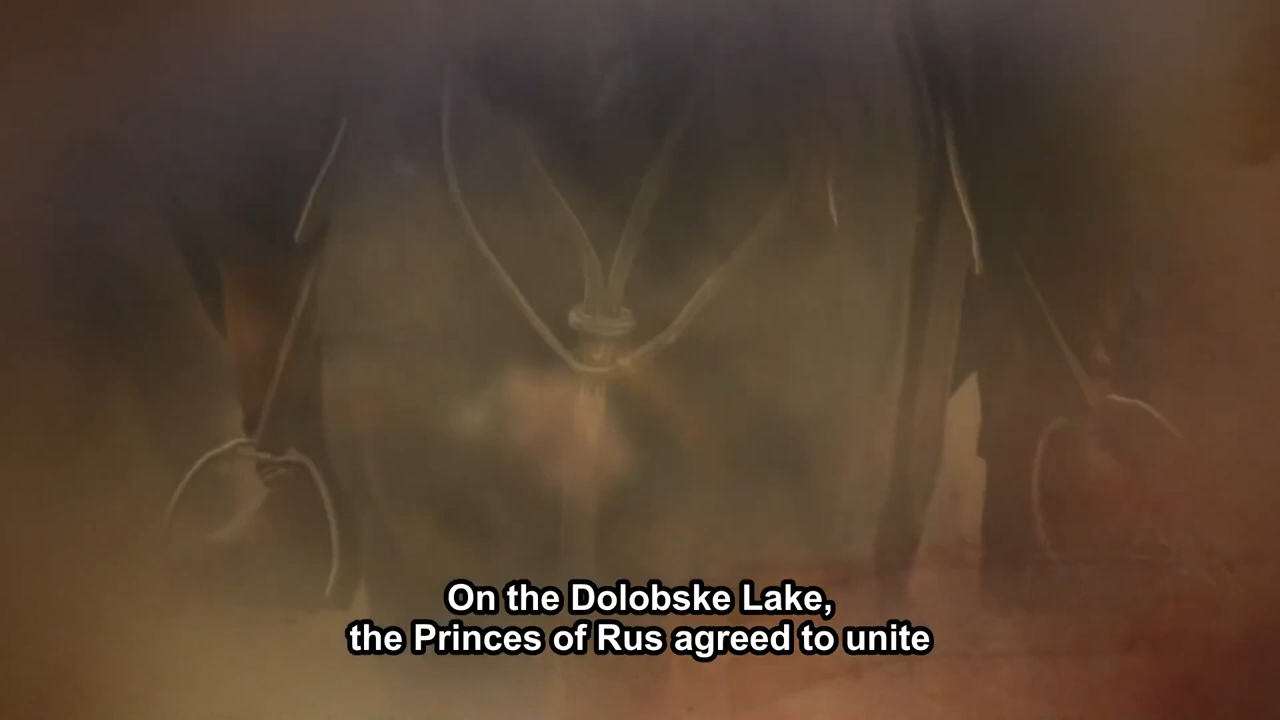 On the Dolobske Lake,
the Princes of Rus agreed to unite